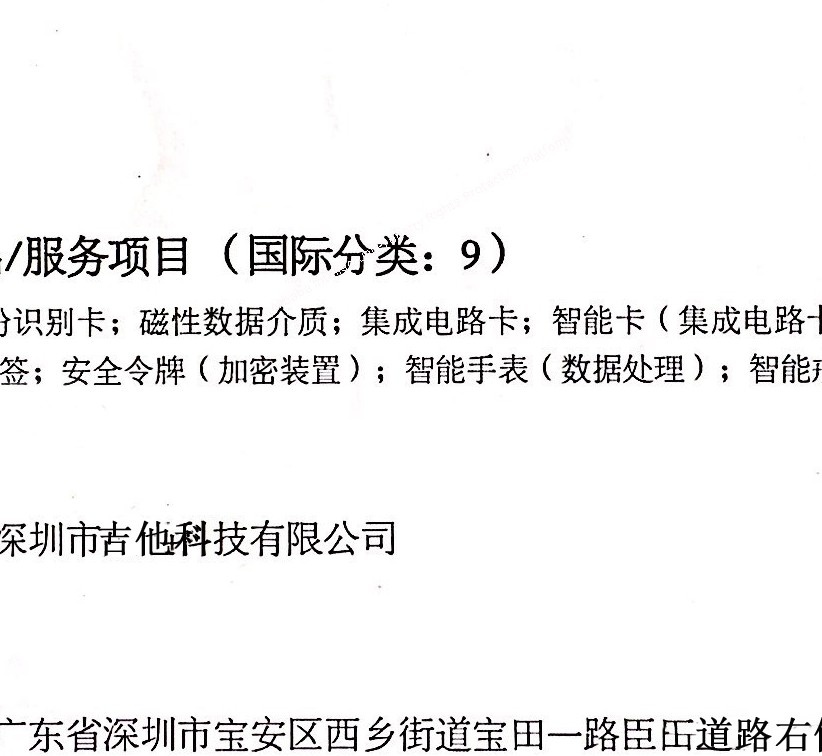 /服务项目（国际分类：9）
份识别卡；磁性数据介质；集成电路卡；智能卡（集成电路卡
签；安全令牌（加密装置）；智能手表（数据处理）；智能
深圳市吉他科技有限公司
广东省深圳市宝安区西乡街道宝田一路臣田道路右